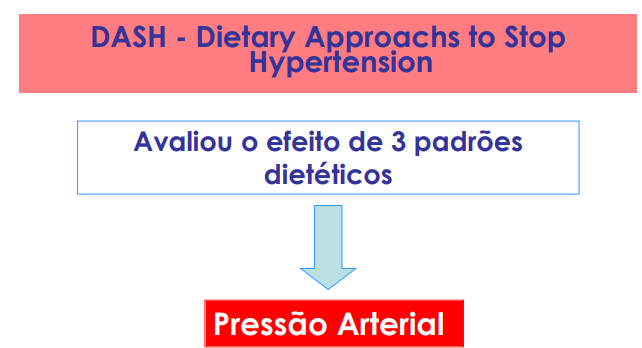 DASH - Dietary Approachs to Stop
Hypertension
Avaliou o efeito de 3 padrões
dietéticos
Pressão Arterial